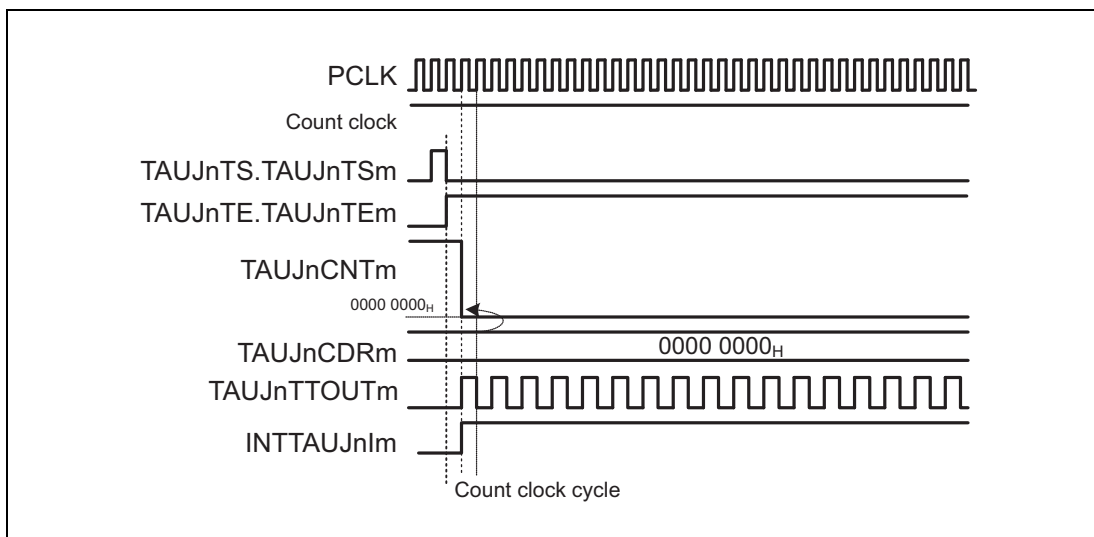 PCLK
Count clock
TAUJnTS.TAUJnTSm
TAUJnTE.TAUJnTEm
TAUJnCNTm
0000 0000H
TAUJnCDRm
0000 0000H
TAUJnTTOUTm
INTTAUJnIm
Count clock cycle